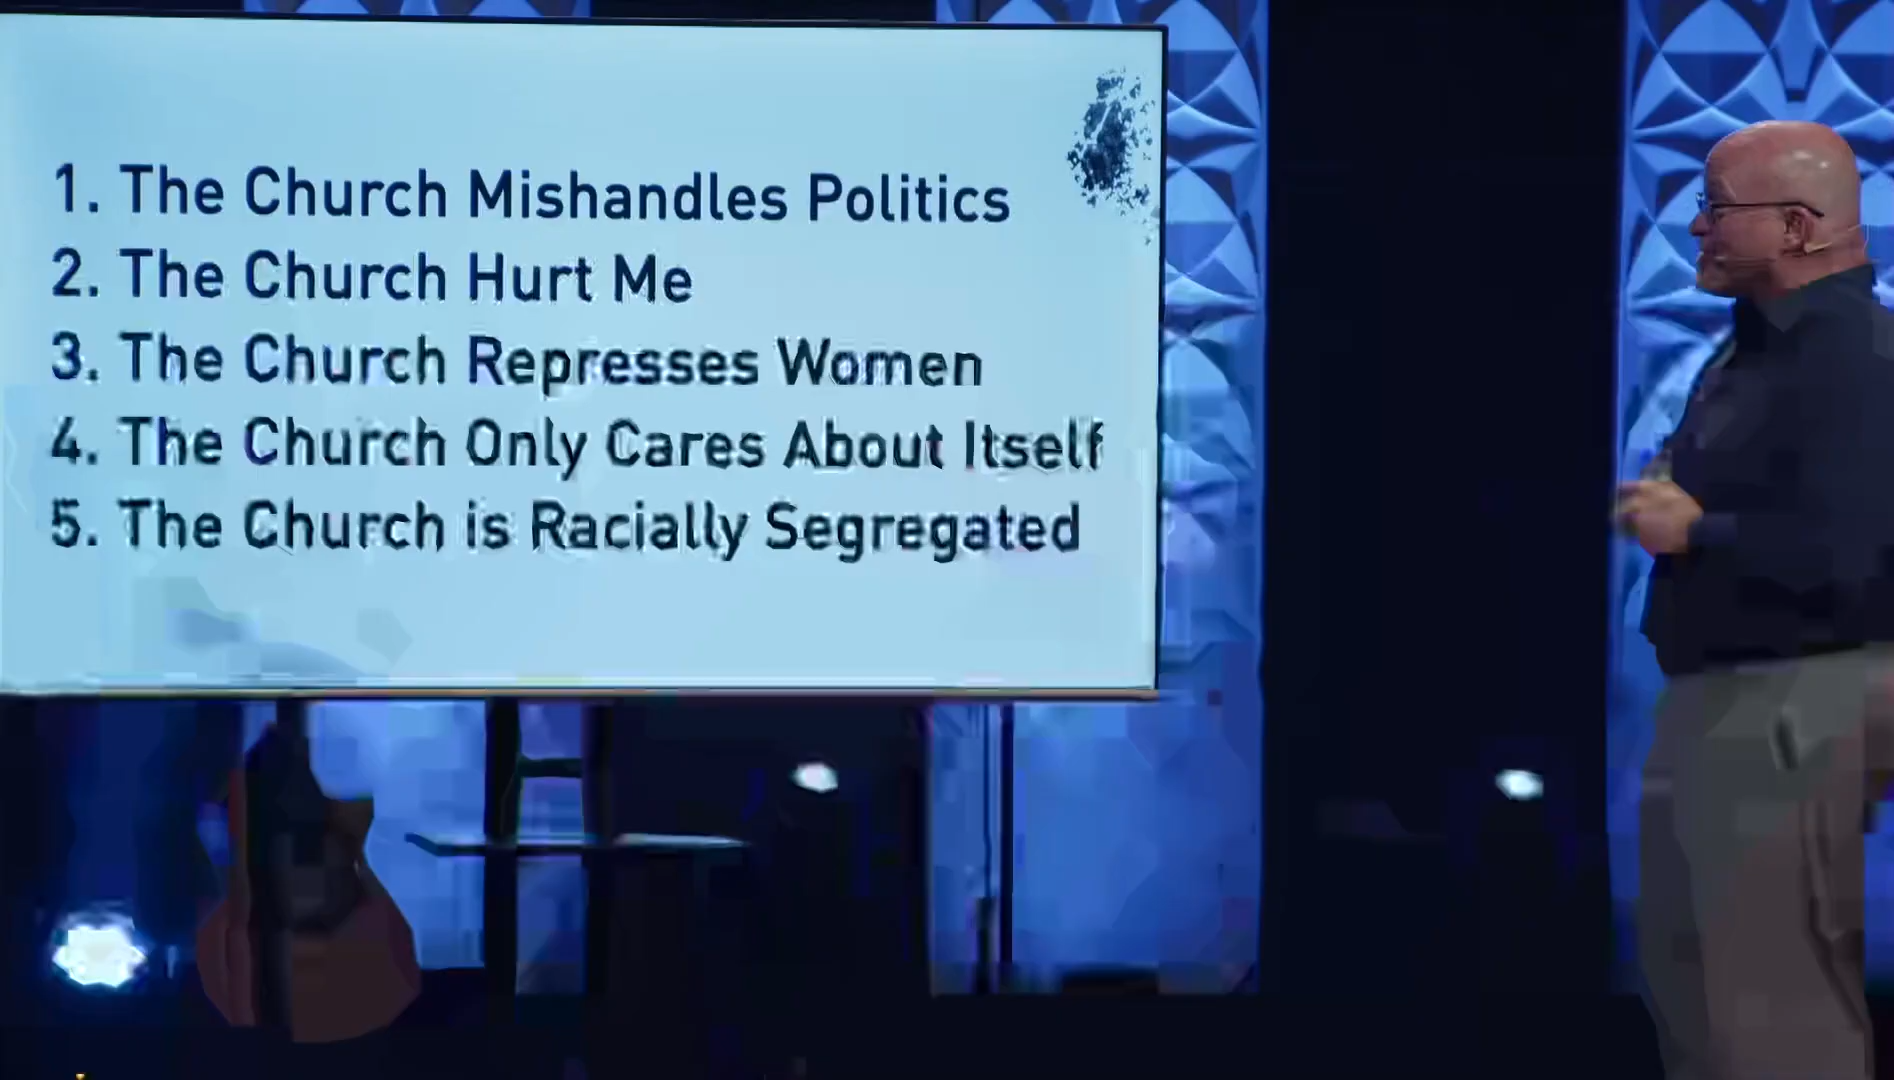 1. The Church Mishandles Politics
2. The Church Hurt Me
3. The Church Represses Women
4. The Church Only Cares About Itself
5. The Church is Racially Segregated